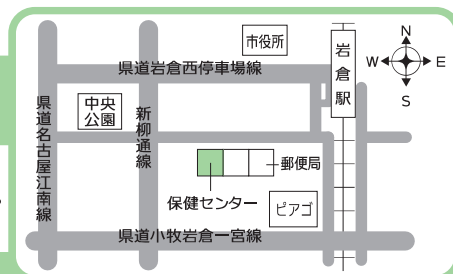 市役所
岩倉駅
N
W
E
S
県道岩倉西停車場線
中央
公園
新柳通線
県道名古屋江南線
郵便局
保健センター
ピアゴ
県道小牧岩倉一宮線